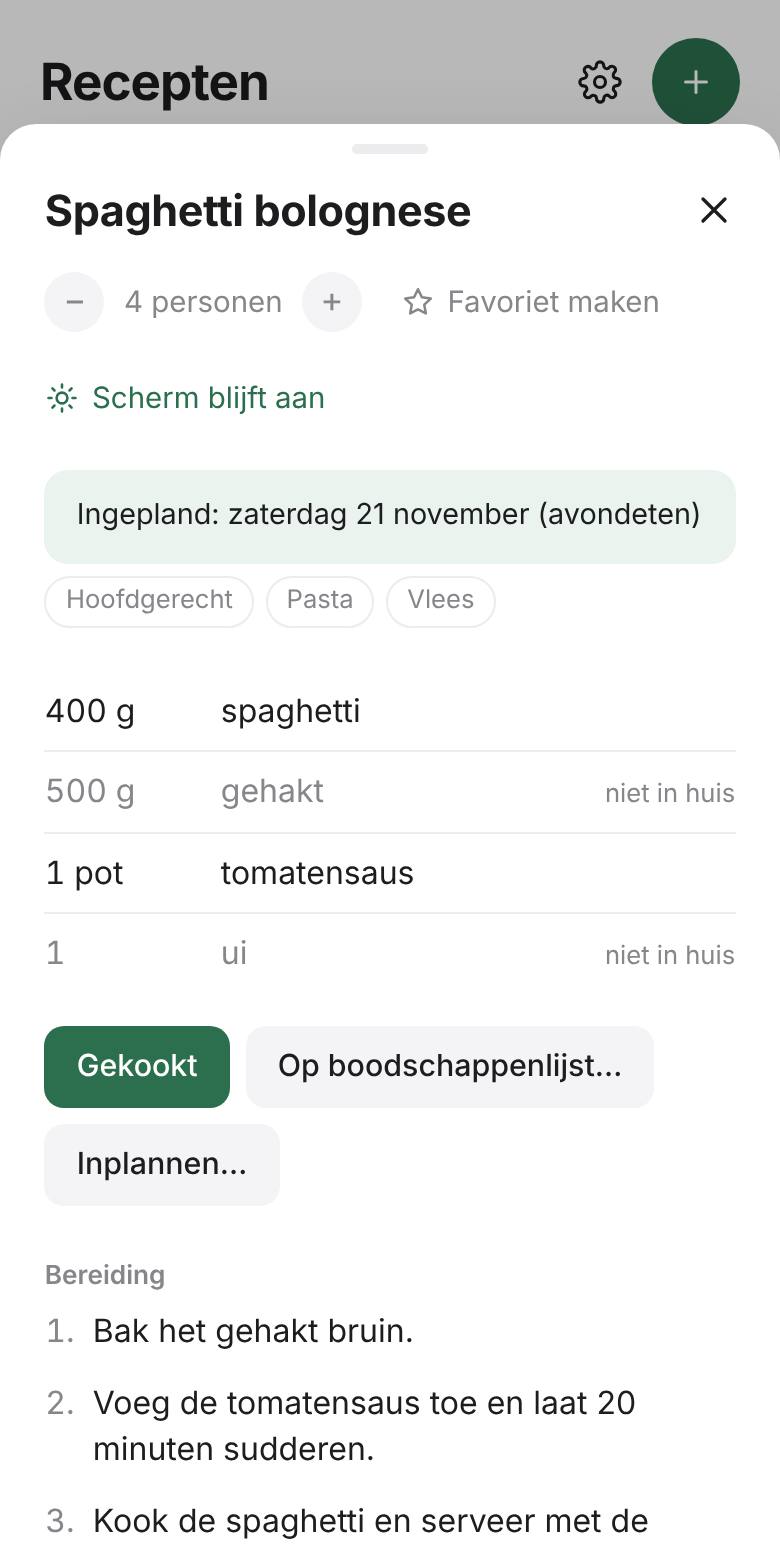 Recepten
Spaghetti bolognese
− 4 personen + Favoriet maken
Scherm blijft aan
Ingepland: zaterdag 21 november (avondeten)
Hoofdgerecht Pasta Vlees
400 g spaghetti
500 g gehakt niet in huis
1 pot tomatensaus
1 ui niet in huis
Gekookt Op boodschappenlijst...
Inplannen...
Bereiding
1. Bak het gehakt bruin.
2. Voeg de tomatensaus toe en laat 20
minuten sudderen.
3. Kook de spaghetti en serveer met de